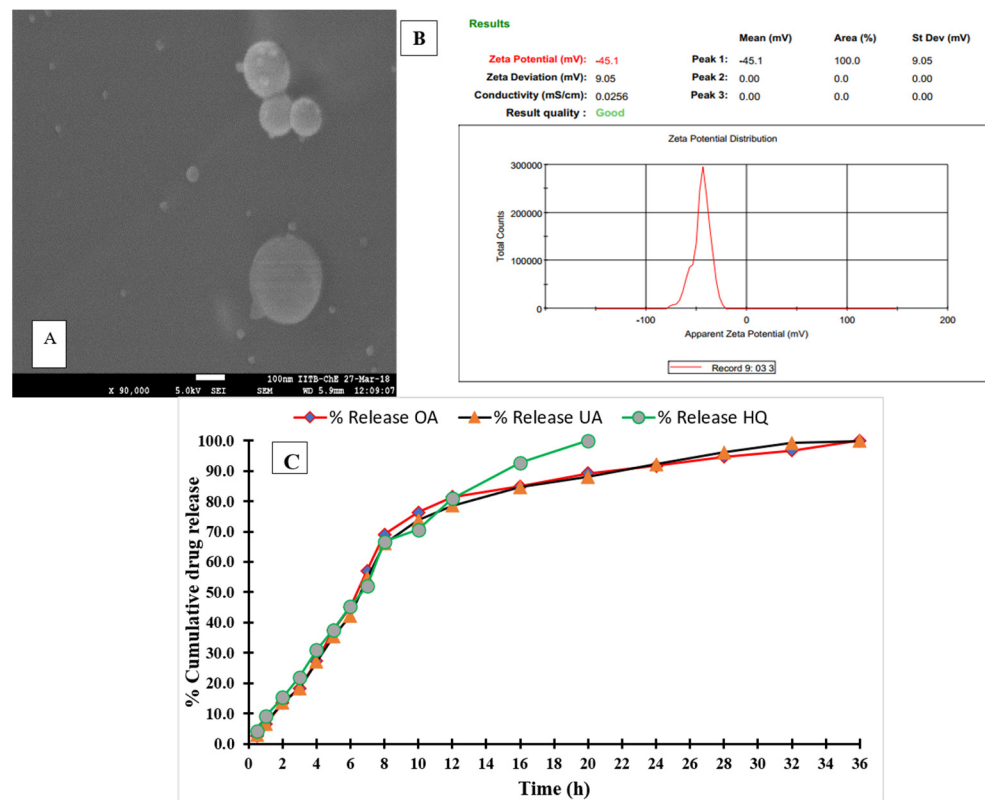 A
100nm IITB-ChE 27-Mar-18
X 90,000 5.0kV SEI SEM WD 5.9mm 12:09:07
B
Results
Mean (mV) Area (%) St Dev (mV)
Zeta Potential (mV): -45.1 Peak 1: -45.1 100.0 9.05
Zeta Deviation (mV): 9.05 Peak 2: 0.00 0.0 0.00
Conductivity (mS/cm): 0.0256 Peak 3: 0.00 0.0 0.00
Result quality : Good
Zeta Potential Distribution
Total Counts
300000
200000
100000
0
-100 0 100 200
Apparent Zeta Potential (mV)
Record 9: 03 3
% Release OA % Release UA % Release HQ
C
% Cumulative drug release
100.0
90.0
80.0
70.0
60.0
50.0
40.0
30.0
20.0
10.0
0.0
0 2 4 6 8 10 12 14 16 18 20 22 24 26 28 30 32 34 36
Time (h)